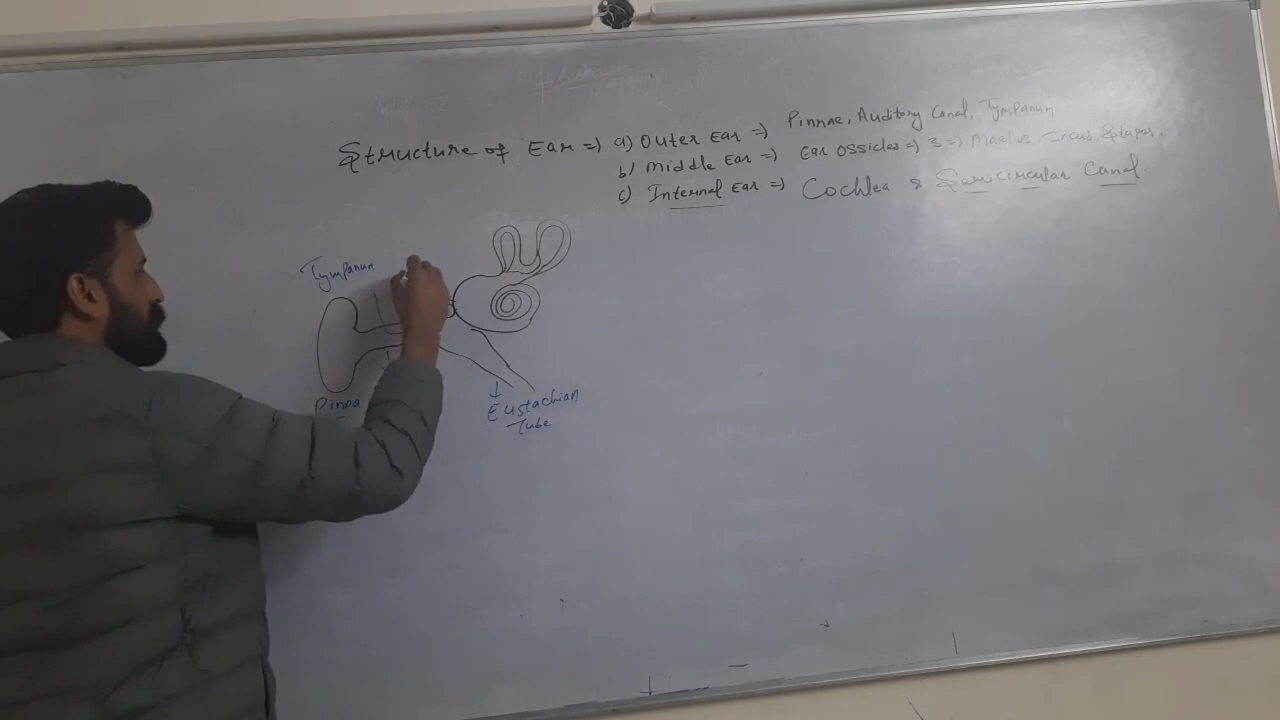 Structure of Ear => a) Outer Ear => Pinnae, Auditory Canal, Tympanum
b) Middle Ear => Ear Ossicles => 3 => Maelius, Incus, Stapes.
c) Internal Ear => Cochlea & Semicircular Canal
Tympanum
Pinna
Eustachian
Tube